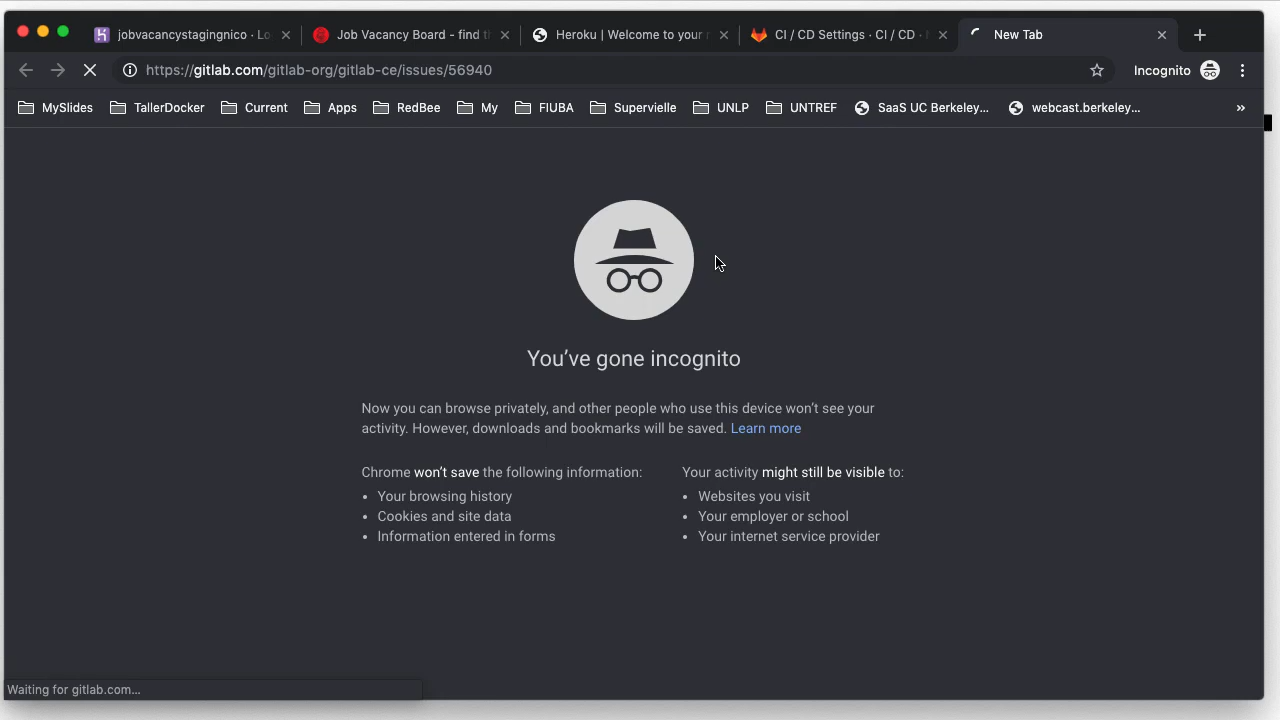 jobvacancystagingnico · Lo
Job Vacancy Board - find t
Heroku | Welcome to your
CI / CD Settings · CI / CD ·
New Tab
https://gitlab.com/gitlab-org/gitlab-ce/issues/56940
Incognito
MySlides TallerDocker Current Apps RedBee My FIUBA Supervielle UNLP UNTREF SaaS UC Berkeley... webcast.berkeley... »
You've gone incognito
Now you can browse privately, and other people who use this device won't see your
activity. However, downloads and bookmarks will be saved. Learn more
Chrome won't save the following information:
• Your browsing history
• Cookies and site data
• Information entered in forms
Your activity might still be visible to:
• Websites you visit
• Your employer or school
• Your internet service provider
Waiting for gitlab.com...